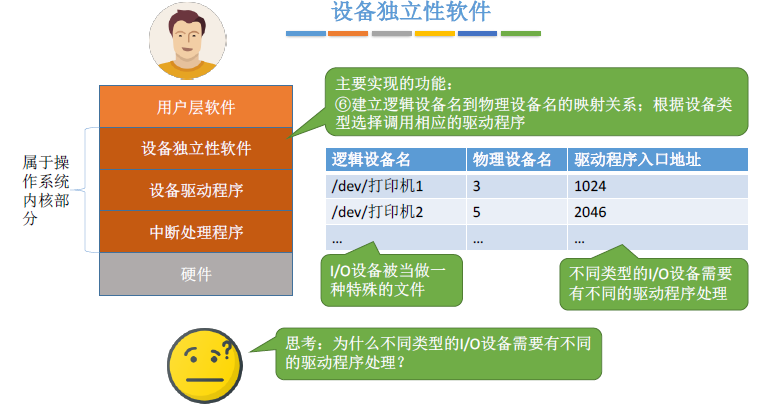 设备独立性软件
用户层软件
设备独立性软件
设备驱动程序
中断处理程序
硬件
属于操
作系统
内核部
分
主要实现的功能：
⑥建立逻辑设备名到物理设备名的映射关系；根据设备类
型选择调用相应的驱动程序
逻辑设备名 物理设备名 驱动程序入口地址
/dev/打印机1 3 1024
/dev/打印机2 5 2046
... ... ...
I/O设备被当做一
种特殊的文件
不同类型的I/O设备需要
有不同的驱动程序处理
思考：为什么不同类型的I/O设备需要有不同
的驱动程序处理？